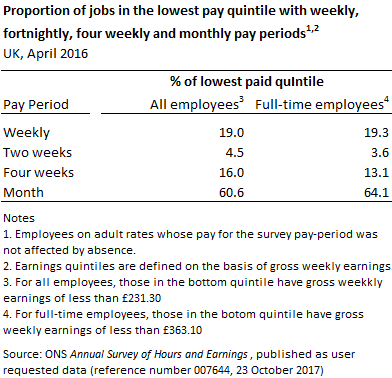 Proportion of jobs in the lowest pay quintile with weekly,
fortnightly, four weekly and monthly pay periods1,2
UK, April 2016
% of lowest paid quIntile
Pay Period All employees3 Full-time employees4
Weekly 19.0 19.3
Two weeks 4.5 3.6
Four weeks 16.0 13.1
Month 60.6 64.1
Notes
1. Employees on adult rates whose pay for the survey pay-period was
not affected by absence.
2. Earnings quintiles are defined on the basis of gross weekly earnings
3. For all employees, those in the bottom quintile have gross weekkly
earnings of less than £231.30
4. For full-time employees, those in the botom quintile have gross
weekly earnings of less than £363.10
Source: ONS Annual Survey of Hours and Earnings , published as user
requested data (reference number 007644, 23 October 2017)